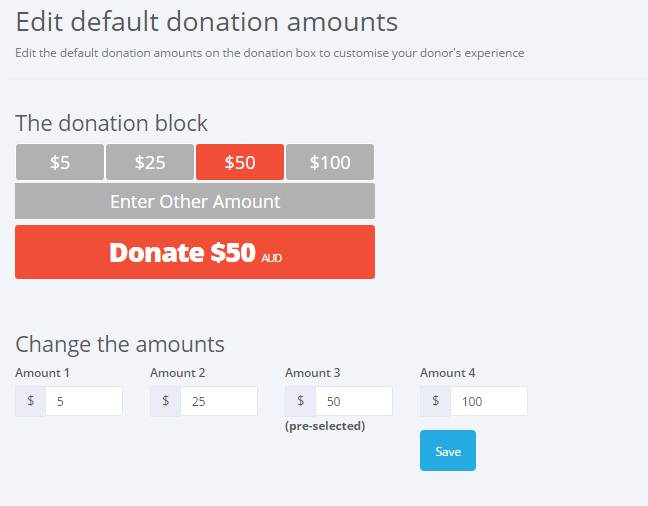 Edit default donation amounts
Edit the default donation amounts on the donation box to customise your donor's experience
The donation block
$5 $25 $50 $100
Enter Other Amount
Donate $50 AUD
Change the amounts
Amount 1 Amount 2 Amount 3 Amount 4
$ 5 $ 25 $ 50 $ 100
(pre-selected)
Save